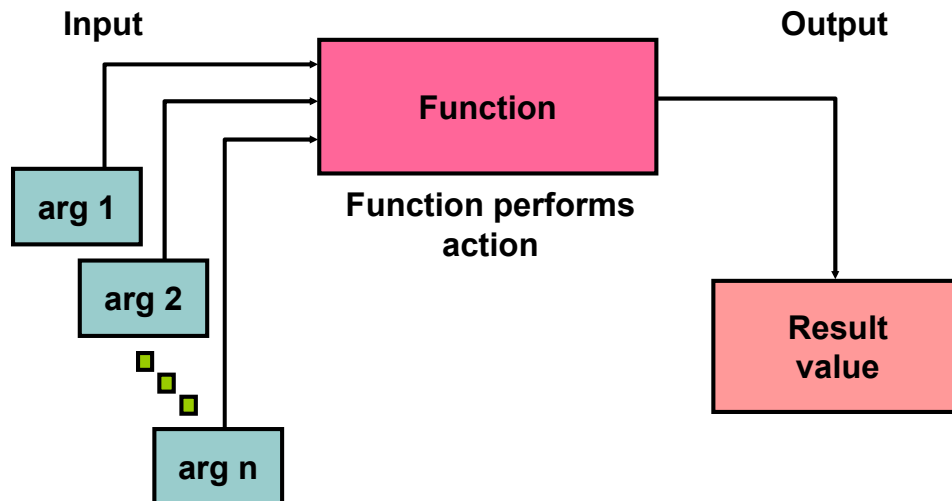 Input
Output
Function
arg 1
Function performs
action
arg 2
Result
value
arg n